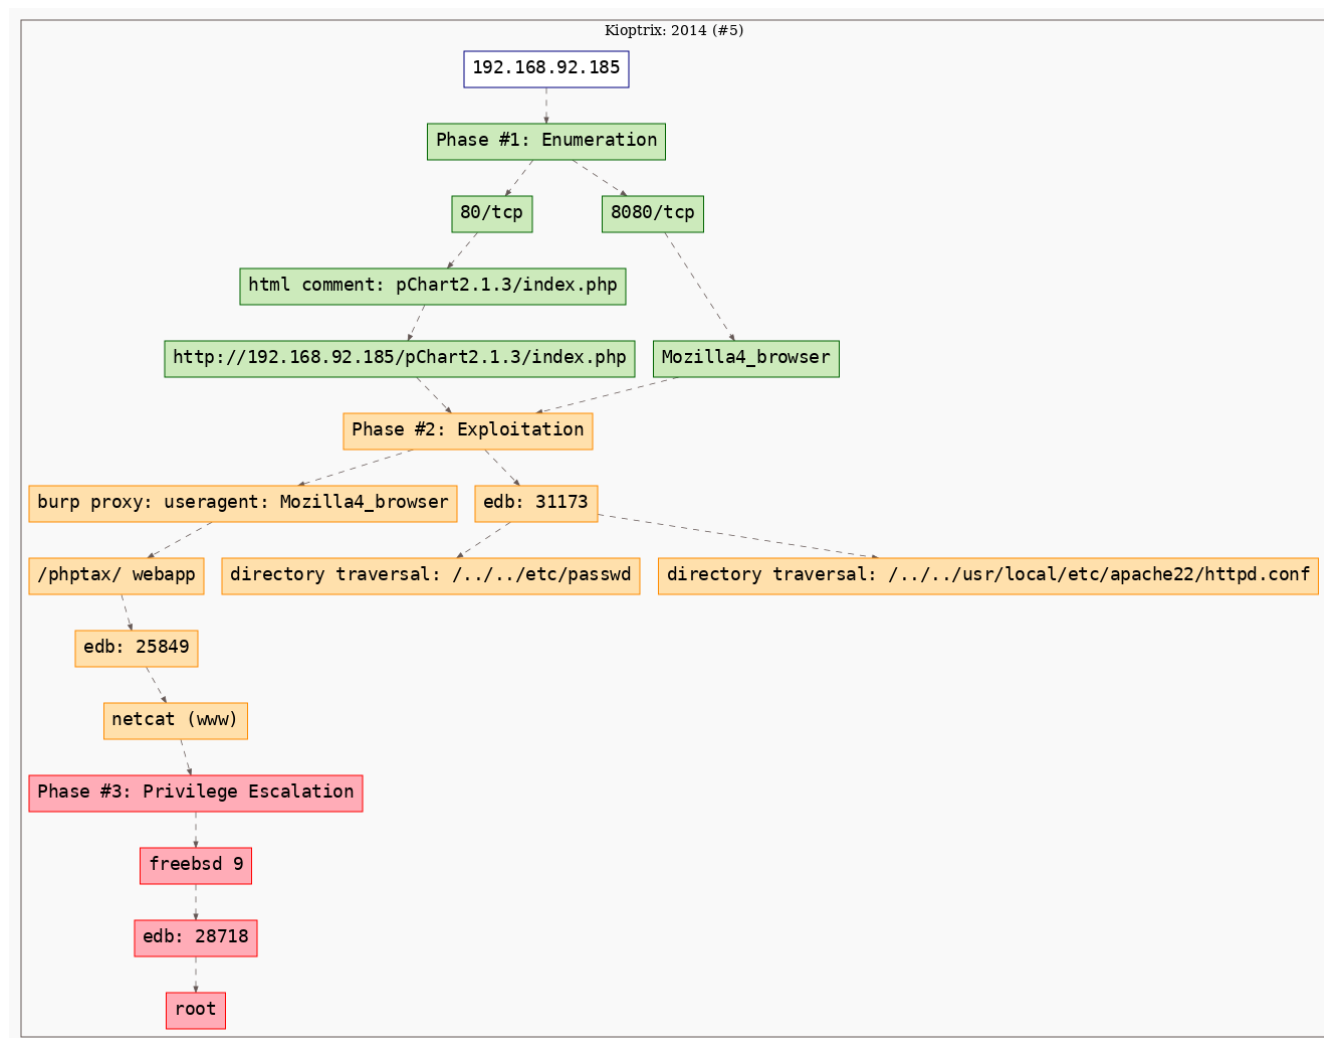 Kioptrix: 2014 (#5)
192.168.92.185
Phase #1: Enumeration
80/tcp
8080/tcp
html comment: pChart2.1.3/index.php
http://192.168.92.185/pChart2.1.3/index.php
Mozilla4_browser
Phase #2: Exploitation
burp proxy: useragent: Mozilla4_browser
edb: 31173
/phptax/ webapp
directory traversal: /../../etc/passwd
directory traversal: /../../usr/local/etc/apache22/httpd.conf
edb: 25849
netcat (www)
Phase #3: Privilege Escalation
freebsd 9
edb: 28718
root